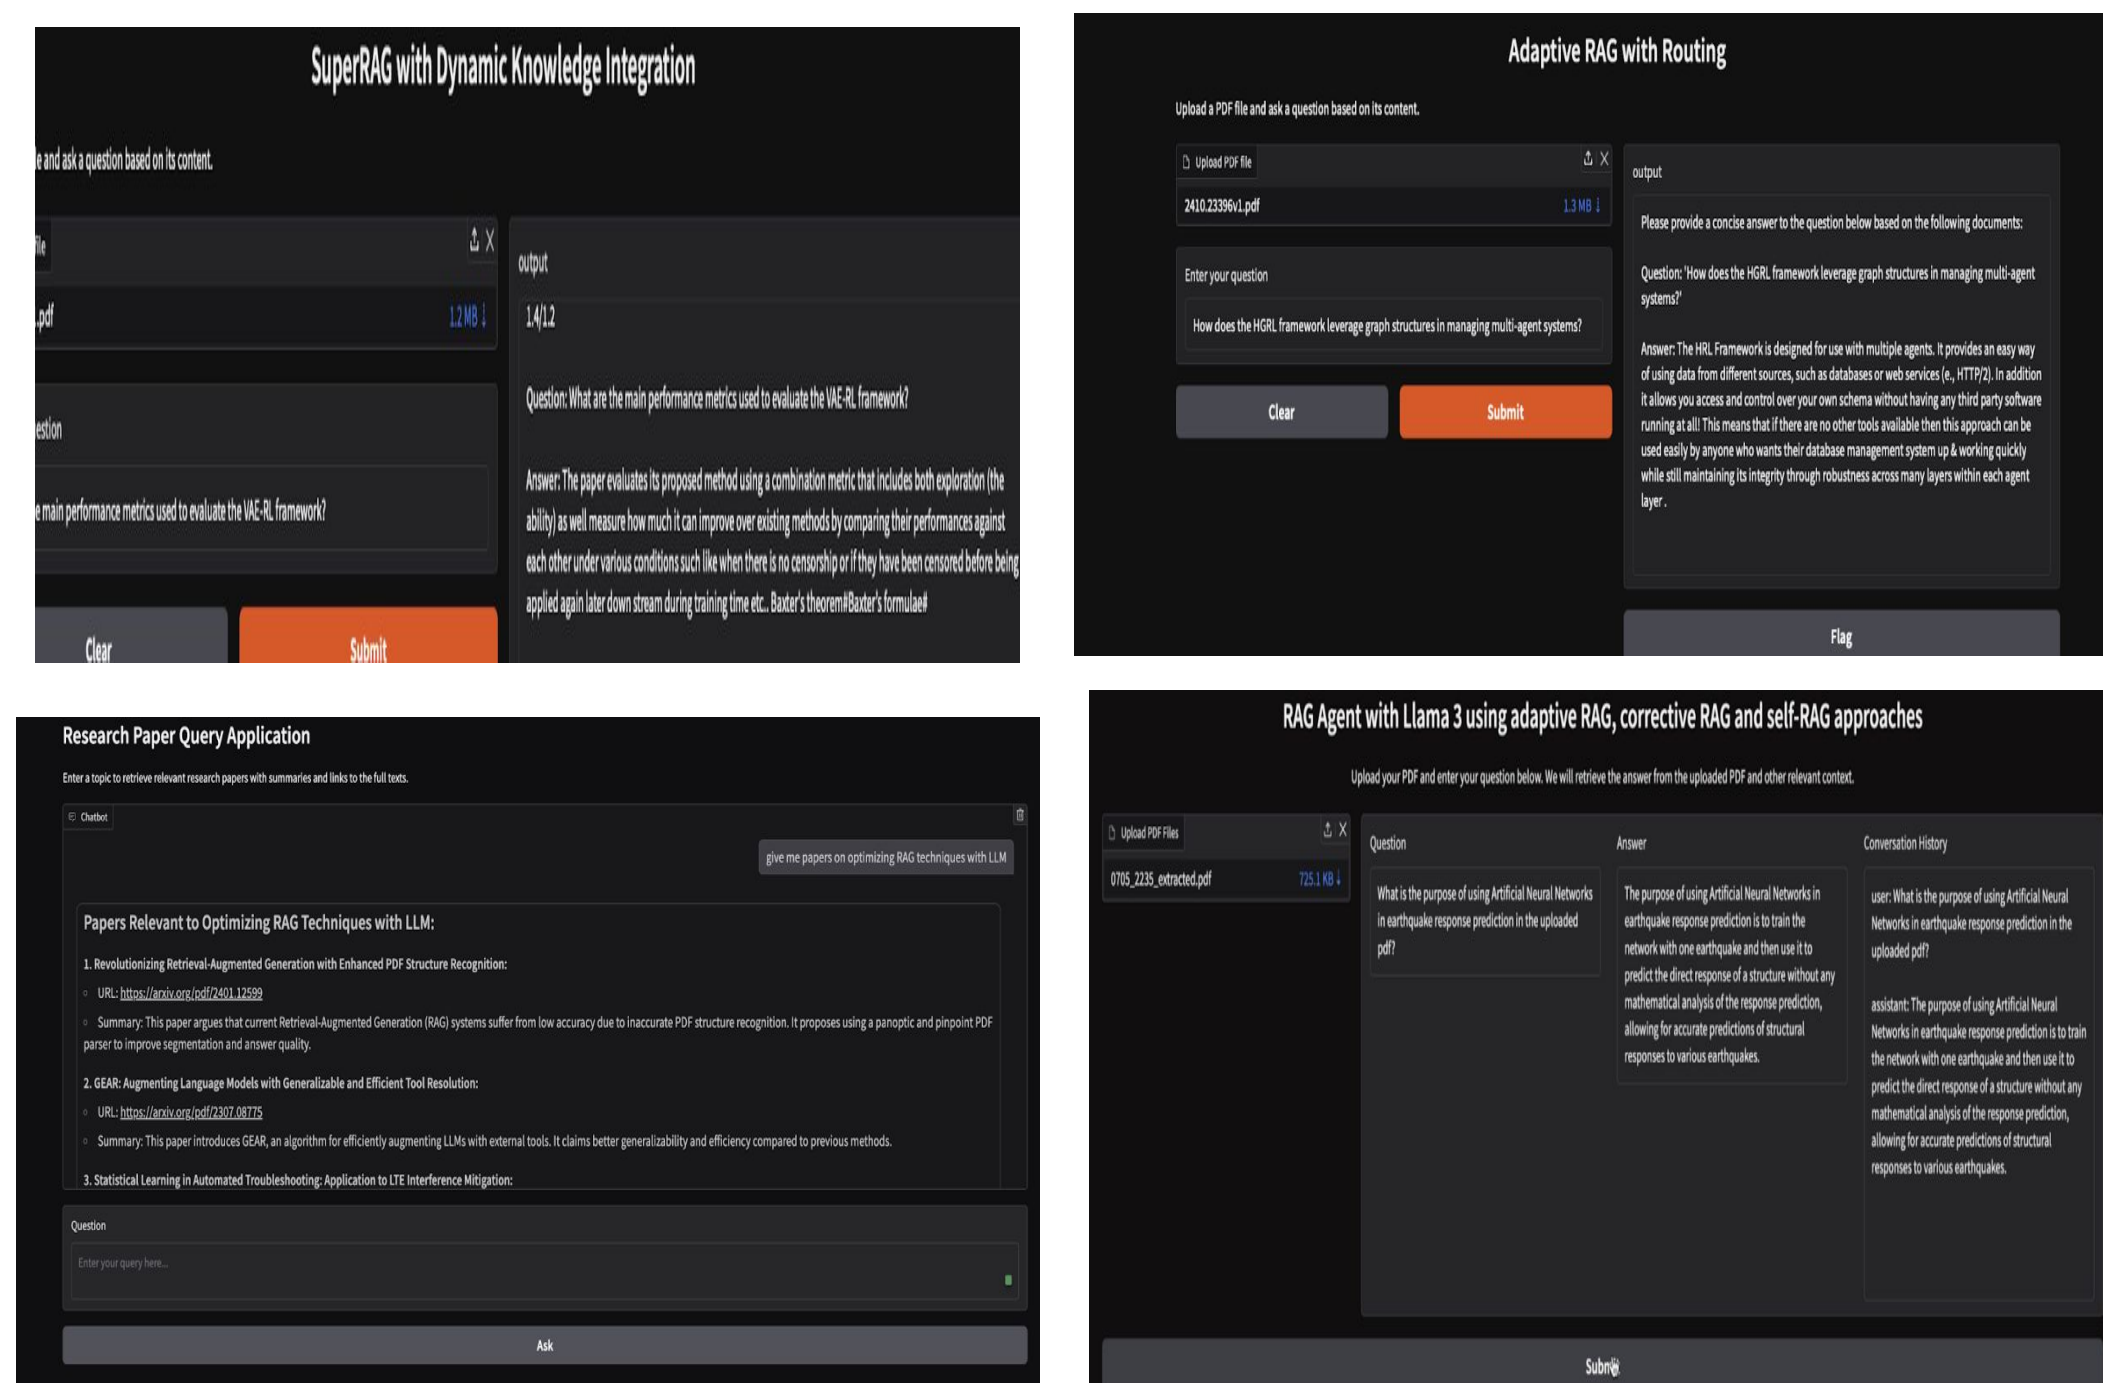 SuperRAG with Dynamic Knowledge Integration
le and ask a question based on its content.
file
.pdf
1.2 MB ↓
estion
e main performance metrics used to evaluate the VAE-RL framework?
Clear
Submit
output
1.4/1.2
Question: What are the main performance metrics used to evaluate the VAE-RL framework?
Answer: The paper evaluates its proposed method using a combination metric that includes both exploration (the
ability) as well measure how much it can improve over existing methods by comparing their performances against
each other under various conditions such like when there is no censorship or if they have been censored before being
applied again later down stream during training time etc.. Baxter's theorem#Baxter's formulae#
Adaptive RAG with Routing
Upload a PDF file and ask a question based on its content.
Upload PDF file
2410.23396v1.pdf
1.3 MB ↓
Enter your question
How does the HGRL framework leverage graph structures in managing multi-agent systems?
Clear
Submit
output
Please provide a concise answer to the question below based on the following documents:
Question: 'How does the HGRL framework leverage graph structures in managing multi-agent
systems?'
Answer: The HRL Framework is designed for use with multiple agents. It provides an easy way
of using data from different sources, such as databases or web services (e., HTTP/2). In addition
it allows you access and control over your own schema without having any third party software
running at all! This means that if there are no other tools available then this approach can be
used easily by anyone who wants their database management system up & working quickly
while still maintaining its integrity through robustness across many layers within each agent
layer .
Flag
Research Paper Query Application
Enter a topic to retrieve relevant research papers with summaries and links to the full texts.
Chatbot
give me papers on optimizing RAG techniques with LLM
Papers Relevant to Optimizing RAG Techniques with LLM:
1. Revolutionizing Retrieval-Augmented Generation with Enhanced PDF Structure Recognition:
URL: https://arxiv.org/pdf/2401.12599
Summary: This paper argues that current Retrieval-Augmented Generation (RAG) systems suffer from low accuracy due to inaccurate PDF structure recognition. It proposes using a panoptic and pinpoint PDF
parser to improve segmentation and answer quality.
2. GEAR: Augmenting Language Models with Generalizable and Efficient Tool Resolution:
URL: https://arxiv.org/pdf/2307.08775
Summary: This paper introduces GEAR, an algorithm for efficiently augmenting LLMs with external tools. It claims better generalizability and efficiency compared to previous methods.
3. Statistical Learning in Automated Troubleshooting: Application to LTE Interference Mitigation:
Question
Enter your query here...
Ask
RAG Agent with Llama 3 using adaptive RAG, corrective RAG and self-RAG approaches
Upload your PDF and enter your question below. We will retrieve the answer from the uploaded PDF and other relevant context.
Upload PDF Files
0705_2235_extracted.pdf
725.1 KB ↓
Question
What is the purpose of using Artificial Neural Networks
in earthquake response prediction in the uploaded
pdf?
Answer
The purpose of using Artificial Neural Networks in
earthquake response prediction is to train the
network with one earthquake and then use it to
predict the direct response of a structure without any
mathematical analysis of the response prediction,
allowing for accurate predictions of structural
responses to various earthquakes.
Conversation History
user: What is the purpose of using Artificial Neural
Networks in earthquake response prediction in the
uploaded pdf?
assistant: The purpose of using Artificial Neural
Networks in earthquake response prediction is to train
the network with one earthquake and then use it to
predict the direct response of a structure without any
mathematical analysis of the response prediction,
allowing for accurate predictions of structural
responses to various earthquakes.
Submit